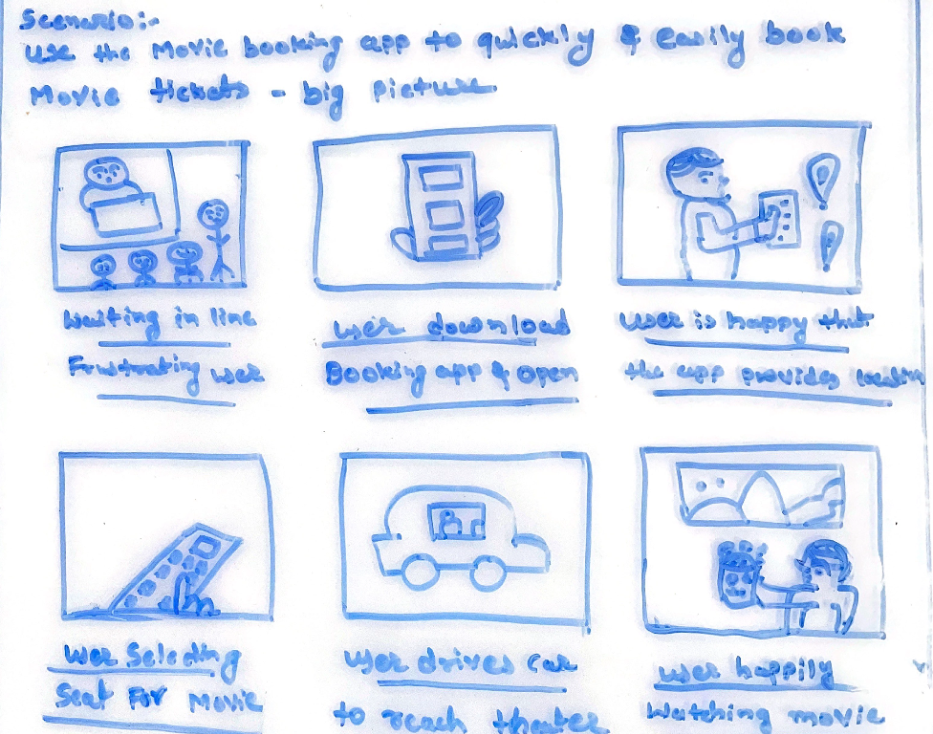 Scenario:-
use the Movie booking app to quickly & easily book
Movie tickets - big picture.
Waiting in line
Frustrating user
user download
Booking app & open
user is happy that
the app provides location
user Selecting
Seat For Movie
user drives car
to reach theater
user happily
Watching movie